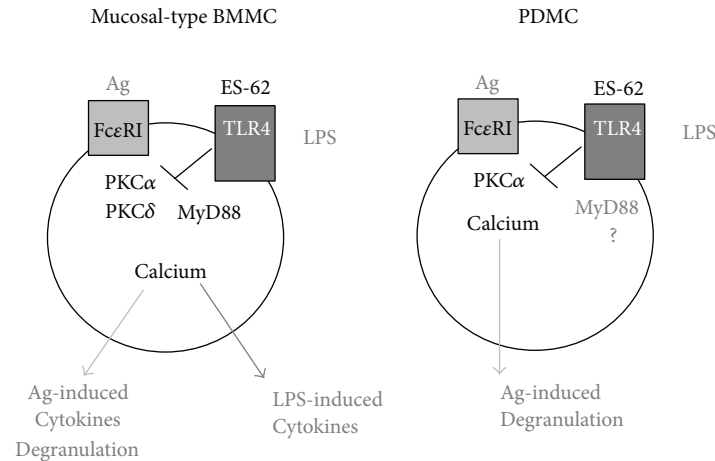 Mucosal-type BMMC
Ag
ES-62
FcεRI
TLR4
LPS
PKCα
PKCδ
MyD88
Calcium
Ag-induced
Cytokines
Degranulation
LPS-induced
Cytokines
PDMC
Ag
ES-62
FcεRI
TLR4
LPS
PKCα
MyD88
?
Calcium
Ag-induced
Degranulation